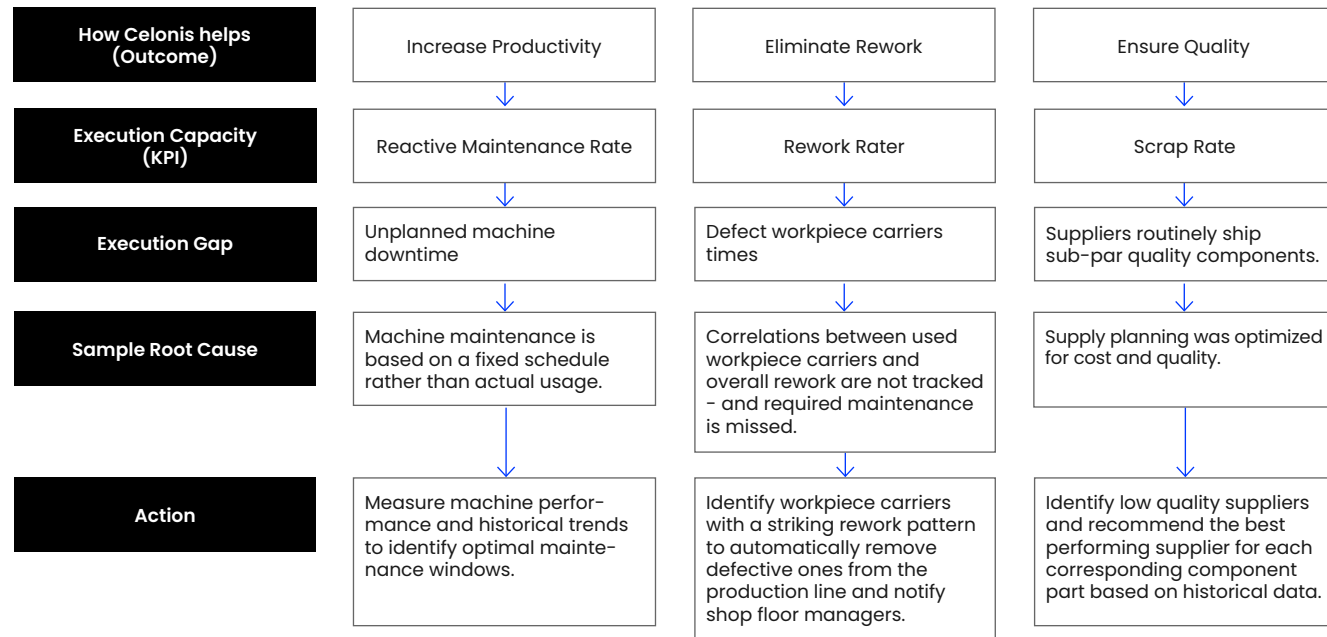 How Celonis helps
(Outcome)
Increase Productivity
Eliminate Rework
Ensure Quality
Execution Capacity
(KPI)
Reactive Maintenance Rate
Rework Rater
Scrap Rate
Execution Gap
Unplanned machine
downtime
Defect workpiece carriers
times
Suppliers routinely ship
sub-par quality components.
Sample Root Cause
Machine maintenance is
based on a fixed schedule
rather than actual usage.
Correlations between used
workpiece carriers and
overall rework are not tracked
- and required maintenance
is missed.
Supply planning was optimized
for cost and quality.
Action
Measure machine perfor-
mance and historical trends
to identify optimal mainte-
nance windows.
Identify workpiece carriers
with a striking rework pattern
to automatically remove
defective ones from the
production line and notify
shop floor managers.
Identify low quality suppliers
and recommend the best
performing supplier for each
corresponding component
part based on historical data.